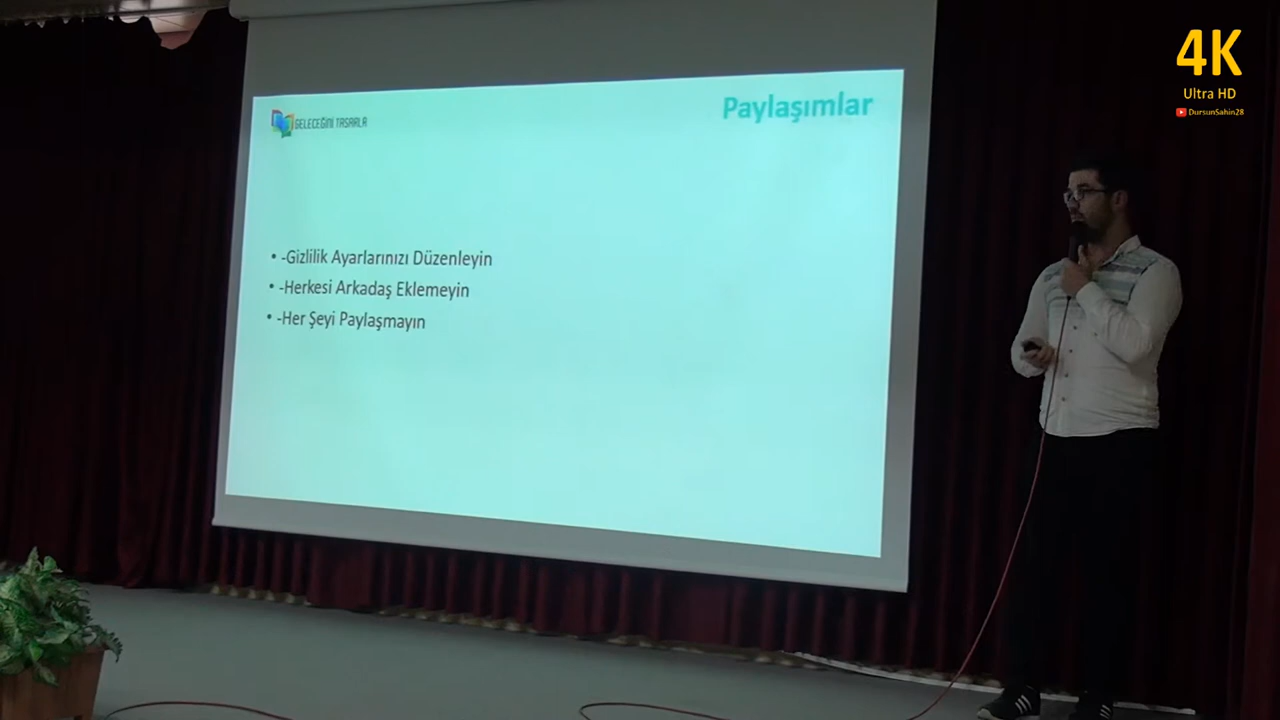 4K
Ultra HD
DursunSahin28
GELECEĞİNİ TASARLA
Paylaşımlar
• -Gizlilik Ayarlarınızı Düzenleyin
• -Herkesi Arkadaş Eklemeyin
• -Her Şeyi Paylaşmayın